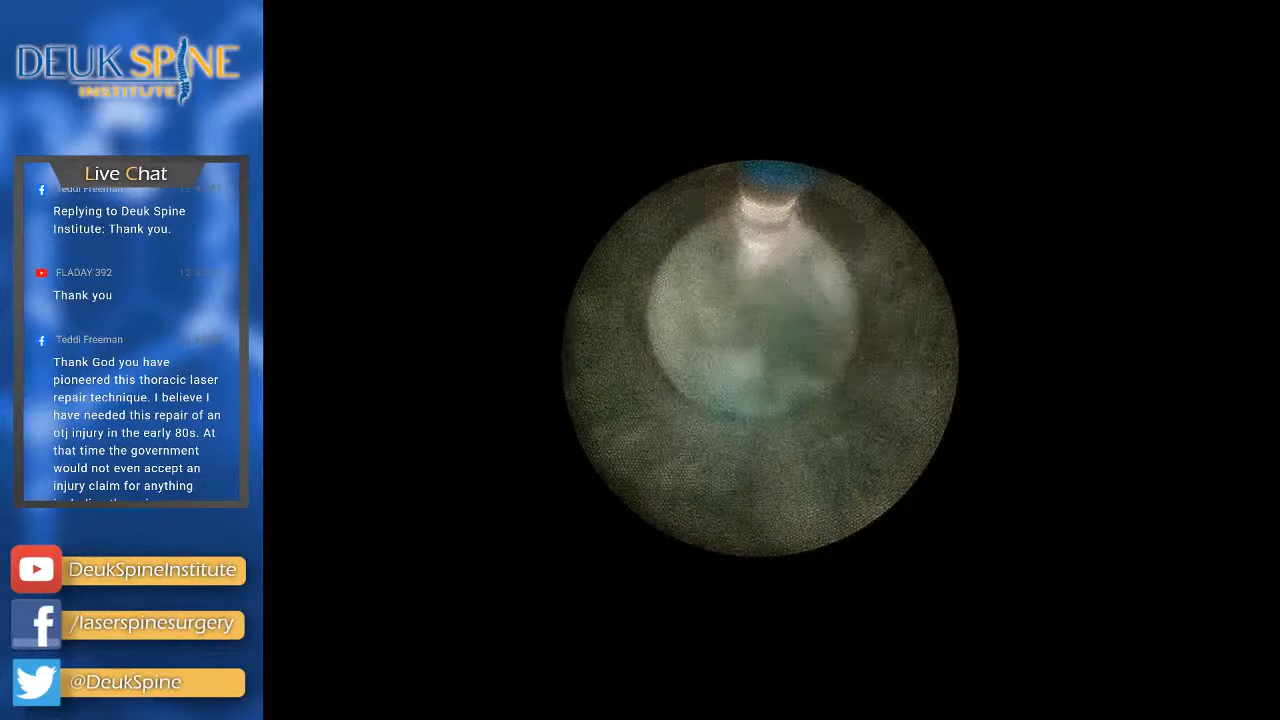 DEUK SPINE
INSTITUTE
Live Chat
Teddi Freeman
Replying to Deuk Spine
Institute: Thank you.
FLADAY 392
Thank you
Teddi Freeman
Thank God you have
pioneered this thoracic laser
repair technique. I believe I
have needed this repair of an
otj injury in the early 80s. At
that time the government
would not even accept an
injury claim for anything
DeukSpineInstitute
/laserspinesurgery
@DeukSpine